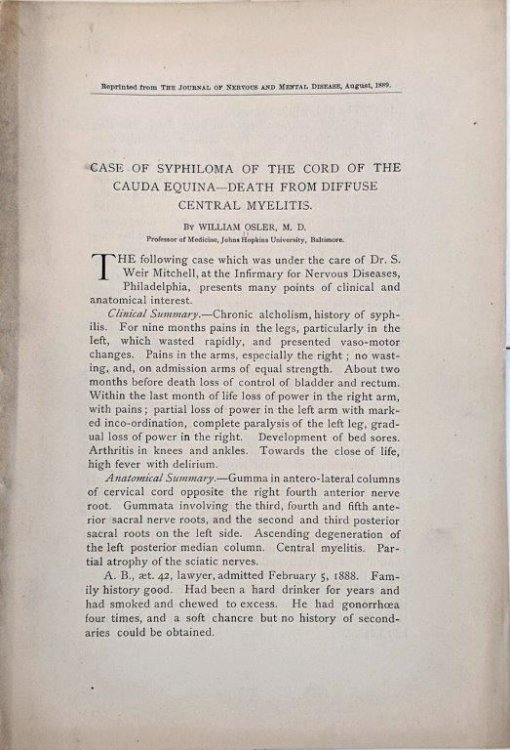 Reprinted from THE JOURNAL OF NERVOUS AND MENTAL DISEASE, August, 1889.
CASE OF SYPHILOMA OF THE CORD OF THE
CAUDA EQUINA—DEATH FROM DIFFUSE
CENTRAL MYELITIS.
By WILLIAM OSLER, M. D.
Professor of Medicine, Johns Hopkins University, Baltimore.
THE following case which was under the care of Dr. S.
Weir Mitchell, at the Infirmary for Nervous Diseases,
Philadelphia, presents many points of clinical and
anatomical interest.
Clinical Summary.—Chronic alcholism, history of syph-
ilis. For nine months pains in the legs, particularly in the
left, which wasted rapidly, and presented vaso-motor
changes. Pains in the arms, especially the right ; no wast-
ing, and, on admission arms of equal strength. About two
months before death loss of control of bladder and rectum.
Within the last month of life loss of power in the right arm,
with pains ; partial loss of power in the left arm with mark-
ed inco-ordination, complete paralysis of the left leg, grad-
ual loss of power in the right. Development of bed sores.
Arthritis in knees and ankles. Towards the close of life,
high fever with delirium.
Anatomical Summary.—Gumma in antero-lateral columns
of cervical cord opposite the right fourth anterior nerve
root. Gummata involving the third, fourth and fifth ante-
rior sacral nerve roots, and the second and third posterior
sacral roots on the left side. Ascending degeneration of
the left posterior median column. Central myelitis. Par-
tial atrophy of the sciatic nerves.
A. B., æt. 42, lawyer, admitted February 5, 1888. Fam-
ily history good. Had been a hard drinker for years and
had smoked and chewed to excess. He had gonorrhœa
four times, and a soft chancre but no history of second-
aries could be obtained.